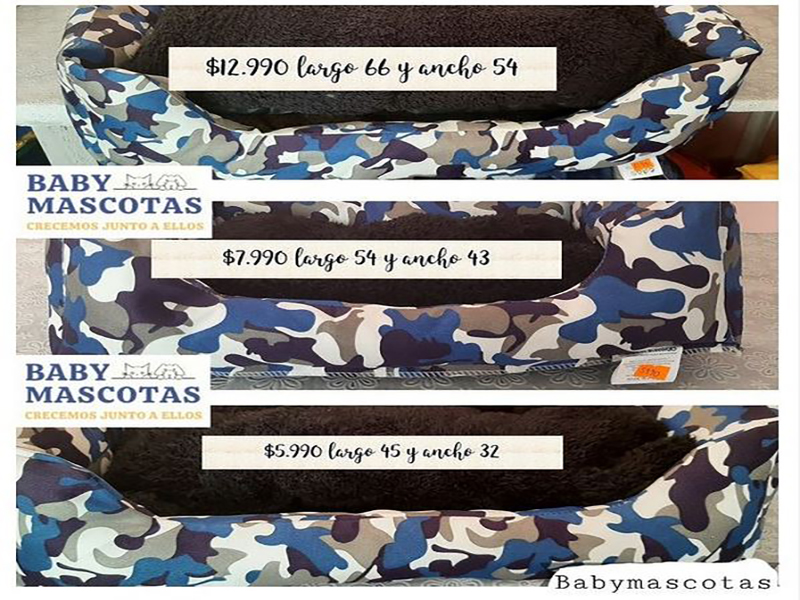 $12.990 largo 66 y ancho 54
BABY
MASCOTAS
CRECEMOS JUNTO A ELLOS
$7.990 largo 54 y ancho 43
BABY
MASCOTAS
CRECEMOS JUNTO A ELLOS
$5.990 largo 45 y ancho 32
Babymascotas